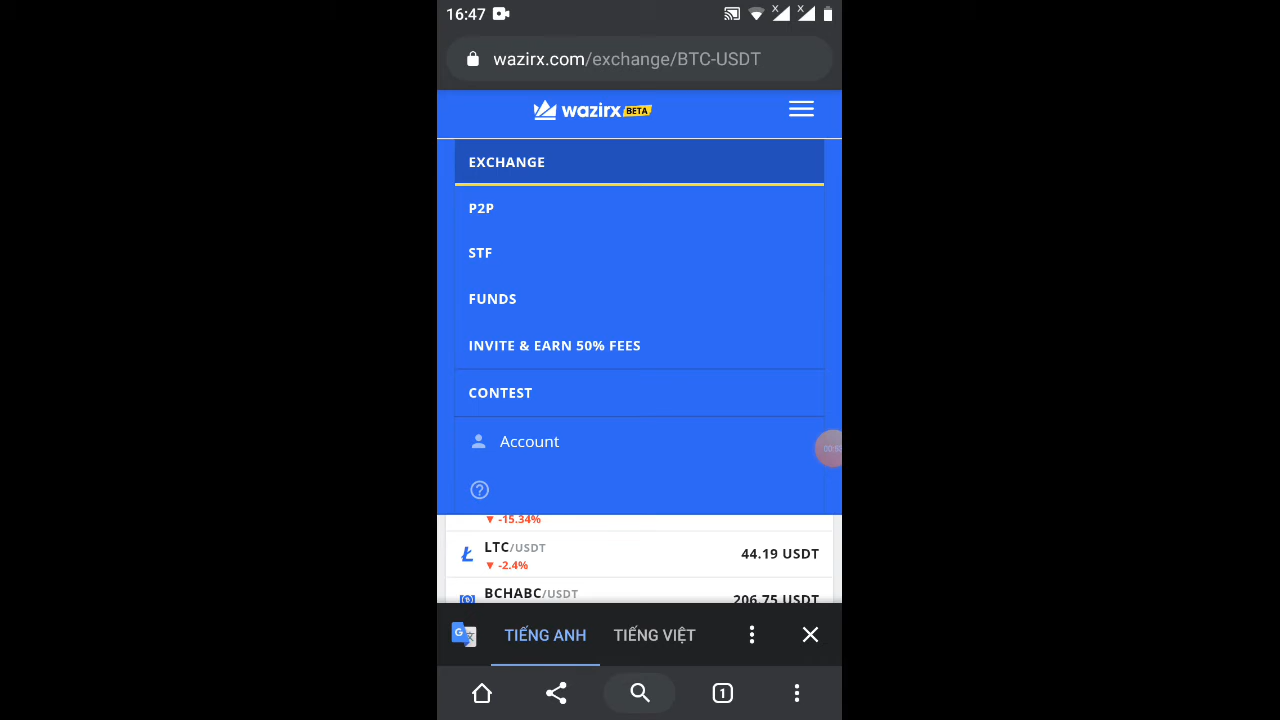 16:47
wazirx.com/exchange/BTC-USDT
wazirx BETA
EXCHANGE
P2P
STF
FUNDS
INVITE & EARN 50% FEES
CONTEST
Account
?
▼ -15.34%
LTC/USDT 44.19 USDT
▼ -2.4%
BCHABC/USDT 206.75 USDT
TIẾNG ANH TIẾNG VIỆT
1